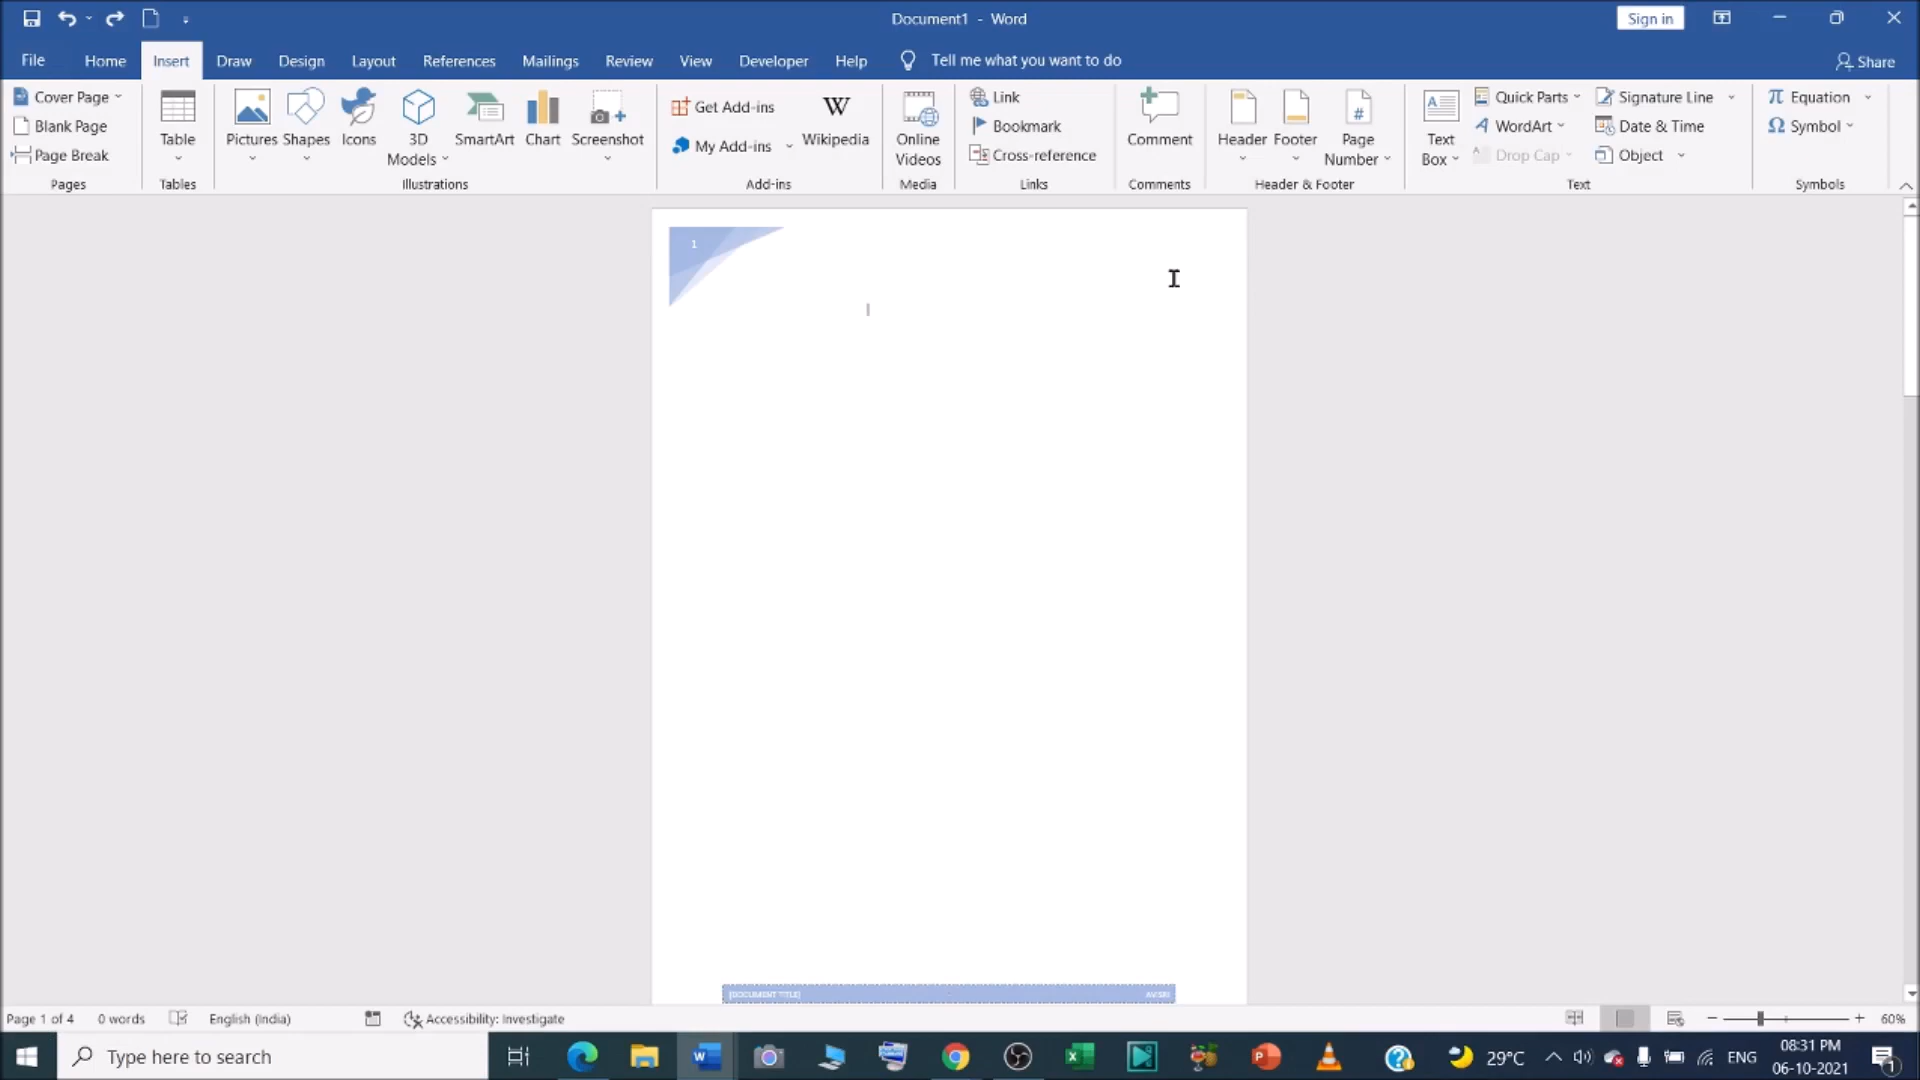 Document1 - Word
Sign in
File Home Insert Draw Design Layout References Mailings Review View Developer Help Tell me what you want to do Share
Cover Page
Blank Page
Page Break
Pages
Table
Tables
Pictures Shapes Icons 3D Models SmartArt Chart Screenshot
Illustrations
Get Add-ins
My Add-ins
W
Wikipedia
Add-ins
Online Videos
Media
Link
Bookmark
Cross-reference
Links
Comment
Comments
Header Footer Page Number
Header & Footer
Text Box
Quick Parts
WordArt
Drop Cap
Signature Line
Date & Time
Object
Text
Equation
Symbol
Symbols
1
[DOCUMENT TITLE]
Page 1 of 4 0 words English (India) Accessibility: Investigate 60%
Type here to search
29°C ENG
08:31 PM
06-10-2021
1